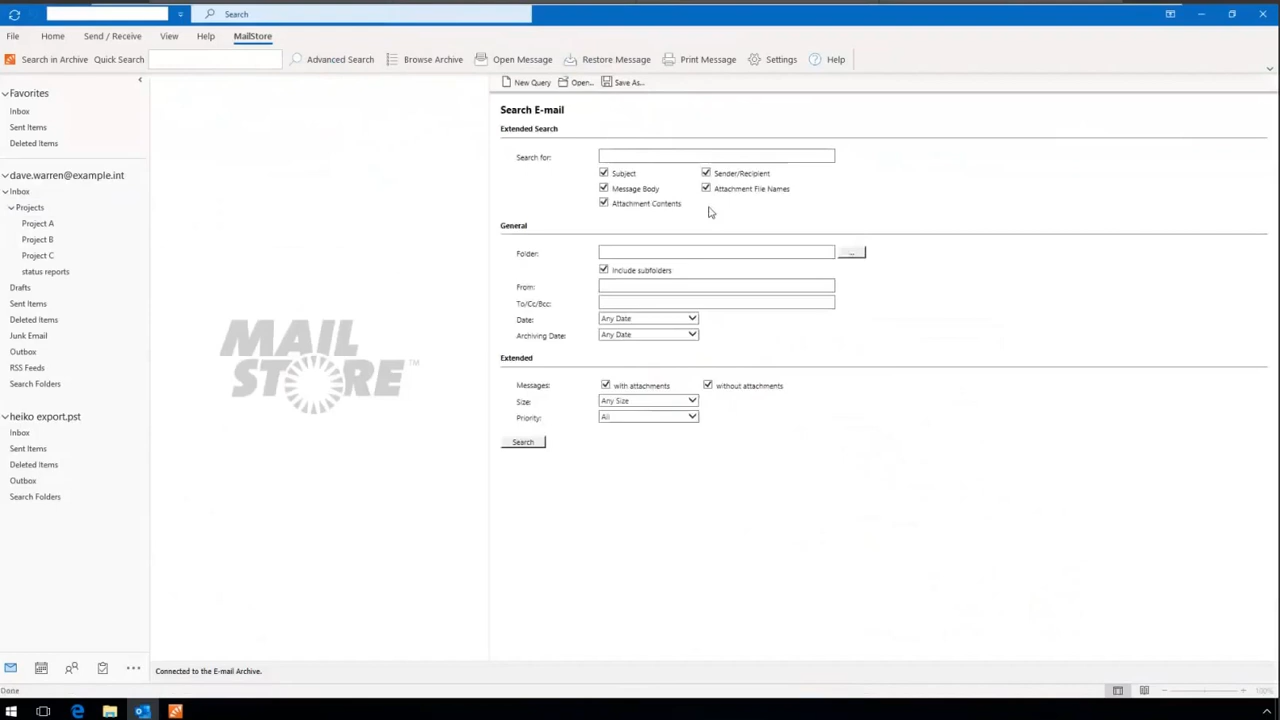 Search
File Home Send / Receive View Help MailStore
Search in Archive Quick Search Advanced Search Browse Archive Open Message Restore Message Print Message Settings Help
New Query Open... Save As...
Favorites
Inbox
Sent Items
Deleted Items
dave.warren@example.int
Inbox
Projects
Project A
Project B
Project C
status reports
Drafts
Sent Items
Deleted Items
Junk Email
Outbox
RSS Feeds
Search Folders
heiko export.pst
Inbox
Sent Items
Deleted Items
Outbox
Search Folders
MAIL
STORE™
Search E-mail
Extended Search
Search for:
Subject Sender/Recipient
Message Body Attachment File Names
Attachment Contents
General
Folder: ...
Include subfolders
From:
To/Cc/Bcc:
Date: Any Date
Archiving Date: Any Date
Extended
Messages: with attachments without attachments
Size: Any Size
Priority: All
Search
Connected to the E-mail Archive.
Done 100%